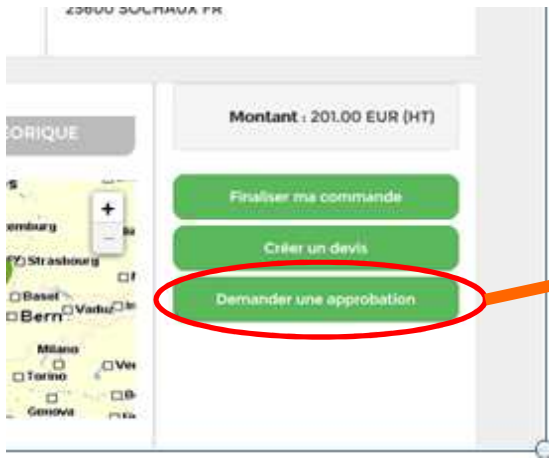 25600 SOCHAUX FR
Montant : 201.00 EUR (HT)
ORIQUE
Finaliser ma commande
Créer un devis
Demander une approbation
+
-
Strasbourg
Basel
Bern
Vaduz
Milano
Torino
Genova